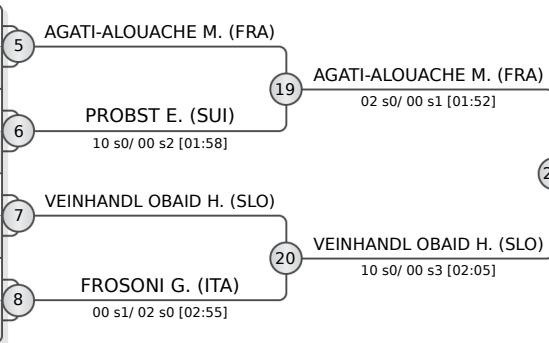 5
AGATI-ALOUACHE M. (FRA)
19
AGATI-ALOUACHE M. (FRA)
02 s0/ 00 s1 [01:52]
6
PROBST E. (SUI)
10 s0/ 00 s2 [01:58]
7
VEINHANDL OBAID H. (SLO)
20
VEINHANDL OBAID H. (SLO)
10 s0/ 00 s3 [02:05]
8
FROSONI G. (ITA)
00 s1/ 02 s0 [02:55]